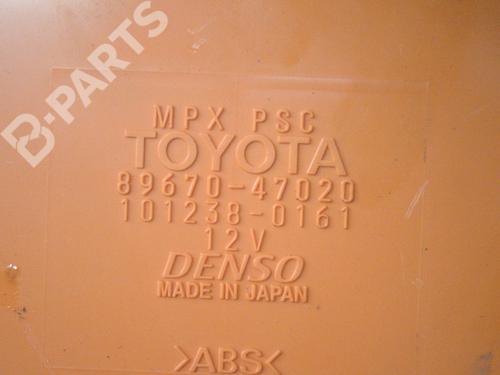 B-PARTS
MPX PSC
TOYOTA
89670-47020
101238-0161
12V
DENSO
MADE IN JAPAN
>ABS<